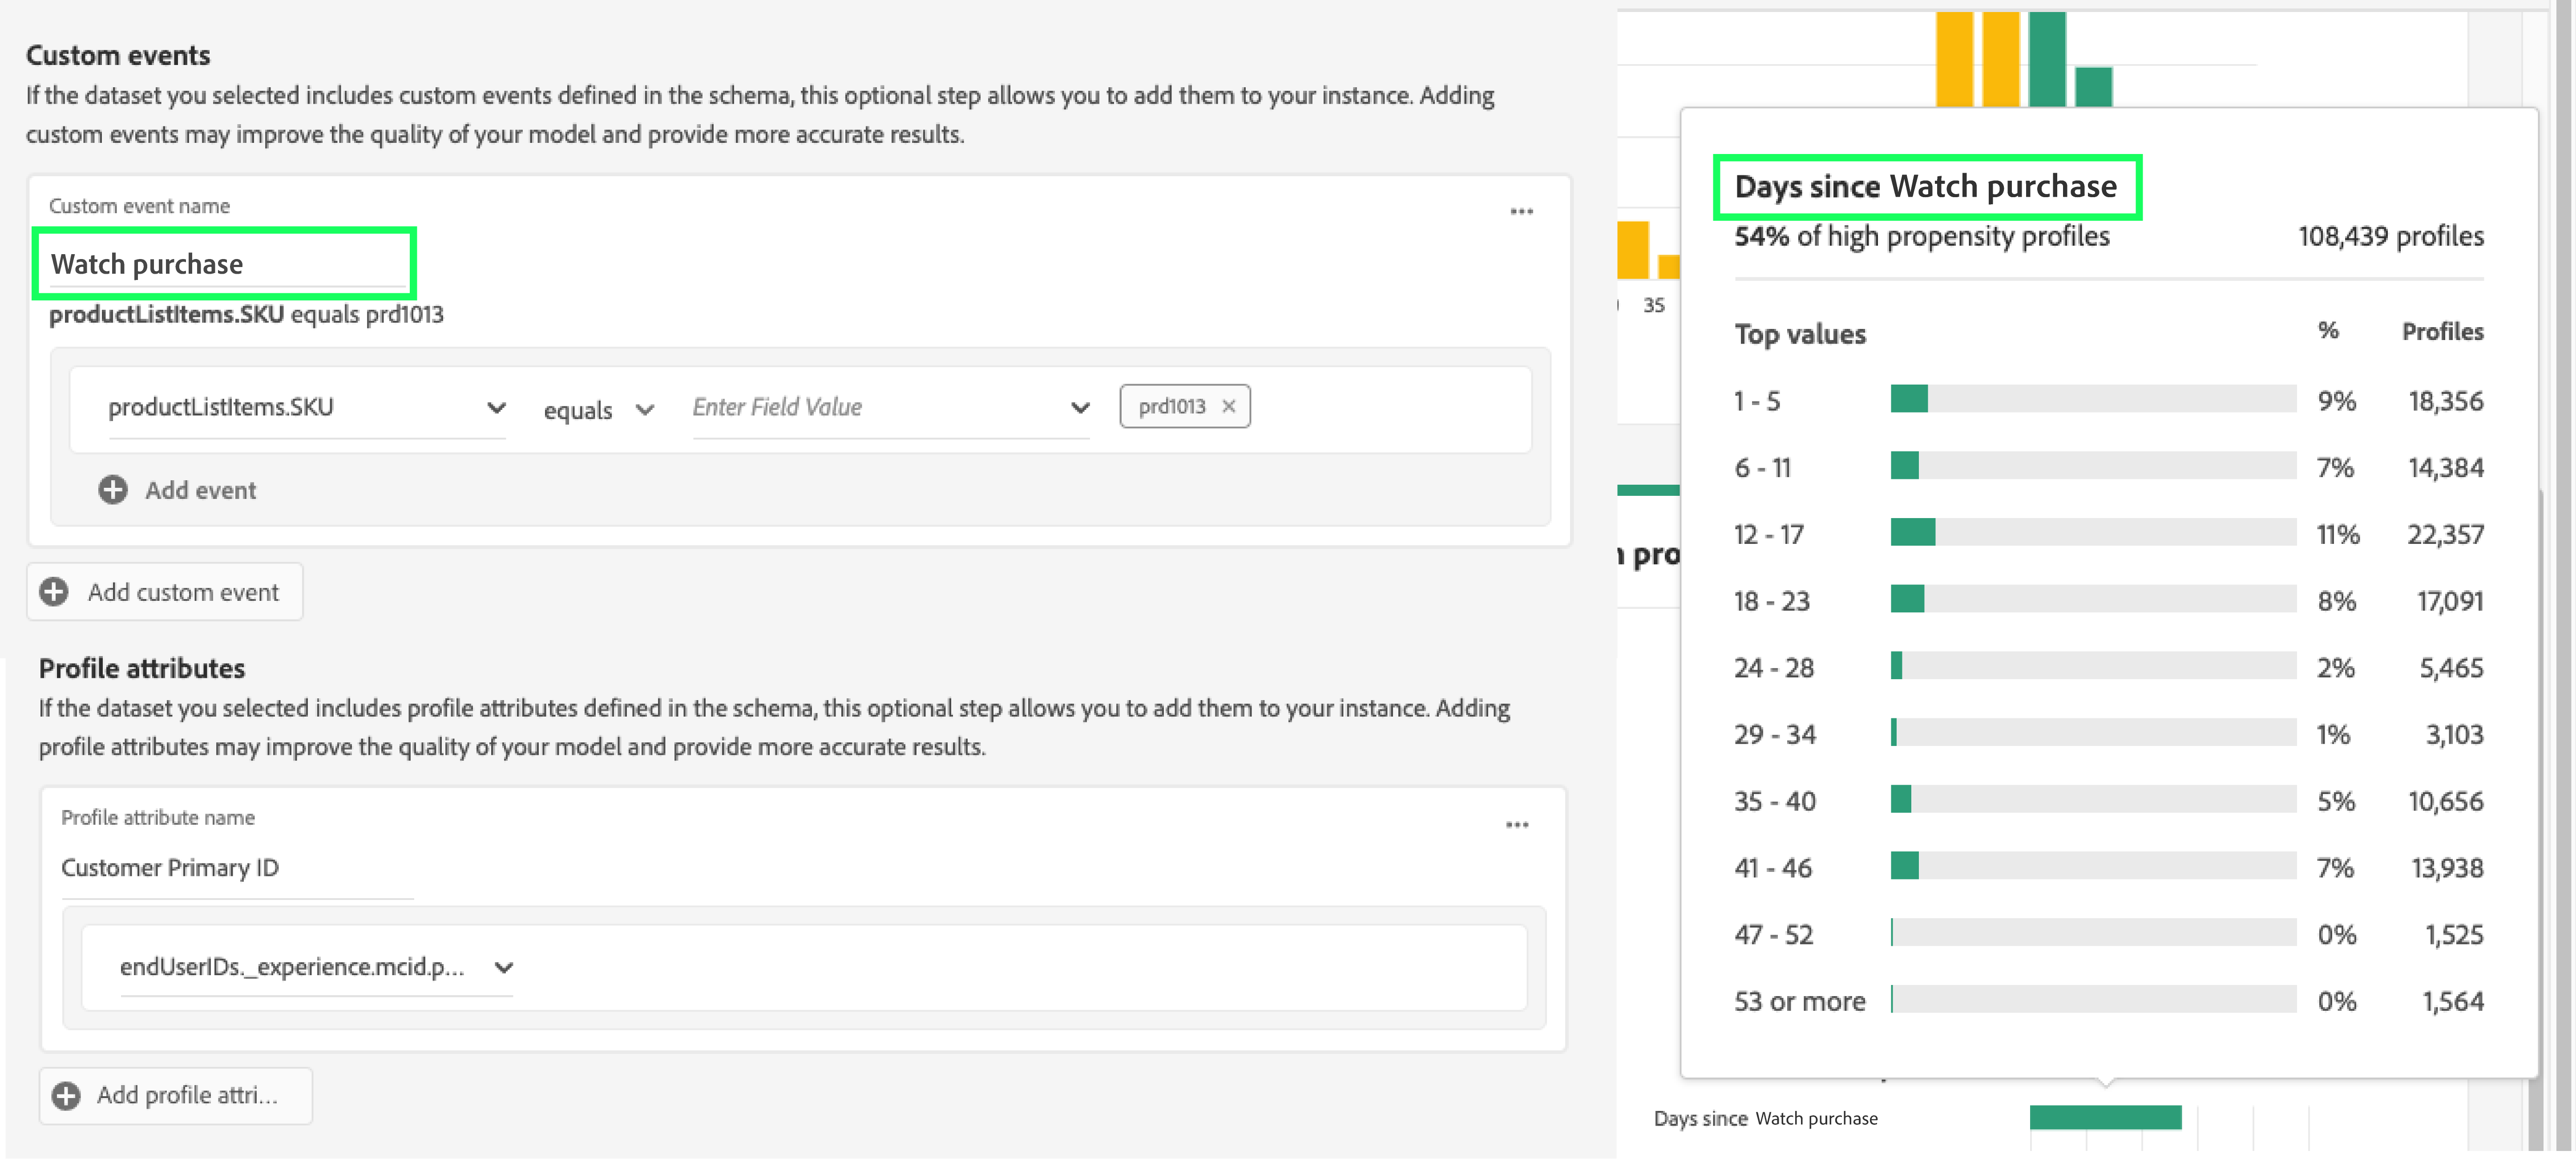 Custom events
If the dataset you selected includes custom events defined in the schema, this optional step allows you to add them to your instance. Adding
custom events may improve the quality of your model and provide more accurate results.
Custom event name
Watch purchase
productListItems.SKU equals prd1013
productListItems.SKU equals Enter Field Value prd1013
Add event
Add custom event
Profile attributes
If the dataset you selected includes profile attributes defined in the schema, this optional step allows you to add them to your instance. Adding
profile attributes may improve the quality of your model and provide more accurate results.
Profile attribute name
Customer Primary ID
endUserIDs._experience.mcid.p...
Add profile attri...
35
pro
Days since Watch purchase
54% of high propensity profiles 108,439 profiles
Top values % Profiles
1 - 5 9% 18,356
6 - 11 7% 14,384
12 - 17 11% 22,357
18 - 23 8% 17,091
24 - 28 2% 5,465
29 - 34 1% 3,103
35 - 40 5% 10,656
41 - 46 7% 13,938
47 - 52 0% 1,525
53 or more 0% 1,564
Days since Watch purchase